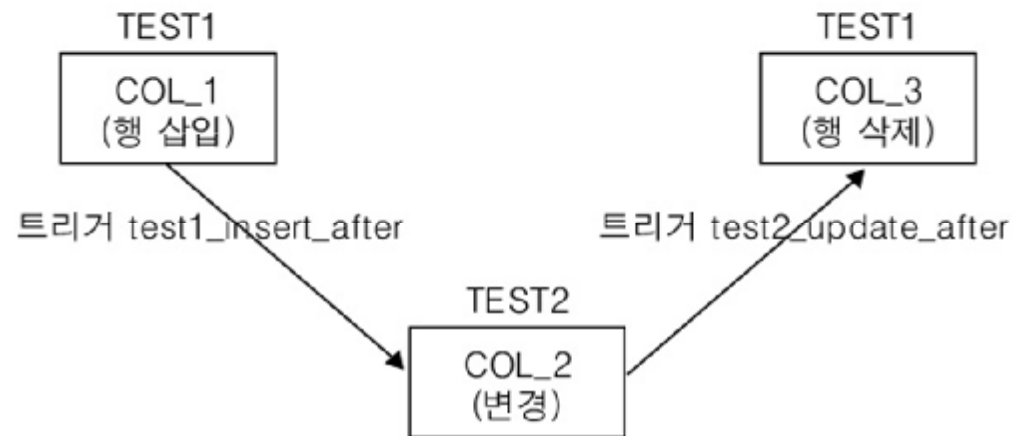 TEST1
COL_1
(행 삽입)
트리거 test1_insert_after
TEST2
COL_2
(변경)
트리거 test2_update_after
TEST1
COL_3
(행 삭제)